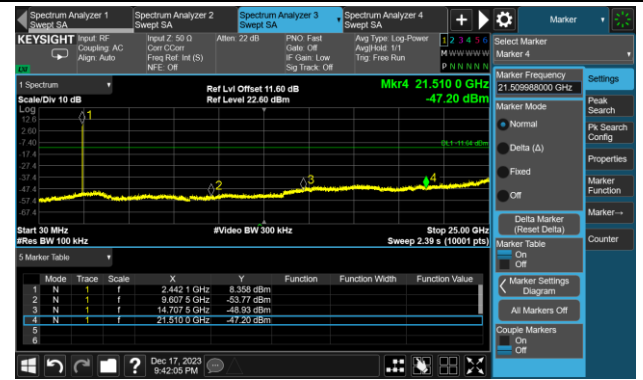 Spectrum Analyzer 1
Swept SA
Spectrum Analyzer 2
Swept SA
Spectrum Analyzer 3
Swept SA
Spectrum Analyzer 4
Swept SA
+
Marker
KEYSIGHT
Input: RF
Coupling: AC
Align: Auto
Input Z: 50 Ω
Corr CCorr
Freq Ref: Int (S)
NFE: Off
Atten: 22 dB
PNO: Fast
Gate: Off
IF Gain: Low
Sig Track: Off
Avg Type: Log-Power
Avg|Hold: 1/1
Trig: Free Run
1 2 3 4 5 6
M W W W W W
P N N N N N
Select Marker
Marker 4
1 Spectrum
Scale/Div 10 dB
Ref Lvl Offset 11.60 dB
Ref Level 22.60 dBm
Mkr4 21.510 0 GHz
-47.20 dBm
Log
12.6
2.60
-7.40
-17.4
-27.4
-37.4
-47.4
-57.4
-67.4
1
2
3
4
DL1 -11.64 dBm
Start 30 MHz
#Res BW 100 kHz
#Video BW 300 kHz
Stop 25.00 GHz
Sweep 2.39 s (10001 pts)
5 Marker Table
Mode Trace Scale X Y Function Function Width Function Value
1 N 1 f 2.442 1 GHz 8.358 dBm
2 N 1 f 9.607 5 GHz -53.77 dBm
3 N 1 f 14.707 5 GHz -48.93 dBm
4 N 1 f 21.510 0 GHz -47.20 dBm
5
6
Marker Frequency
21.509988000 GHz
Marker Mode
Normal
Delta (Δ)
Fixed
Off
Delta Marker
(Reset Delta)
Marker Table
On
Off
Marker Settings
Diagram
All Markers Off
Couple Markers
On
Off
Settings
Peak
Search
Pk Search
Config
Properties
Marker
Function
Marker→
Counter
?
Dec 17, 2023
9:42:05 PM